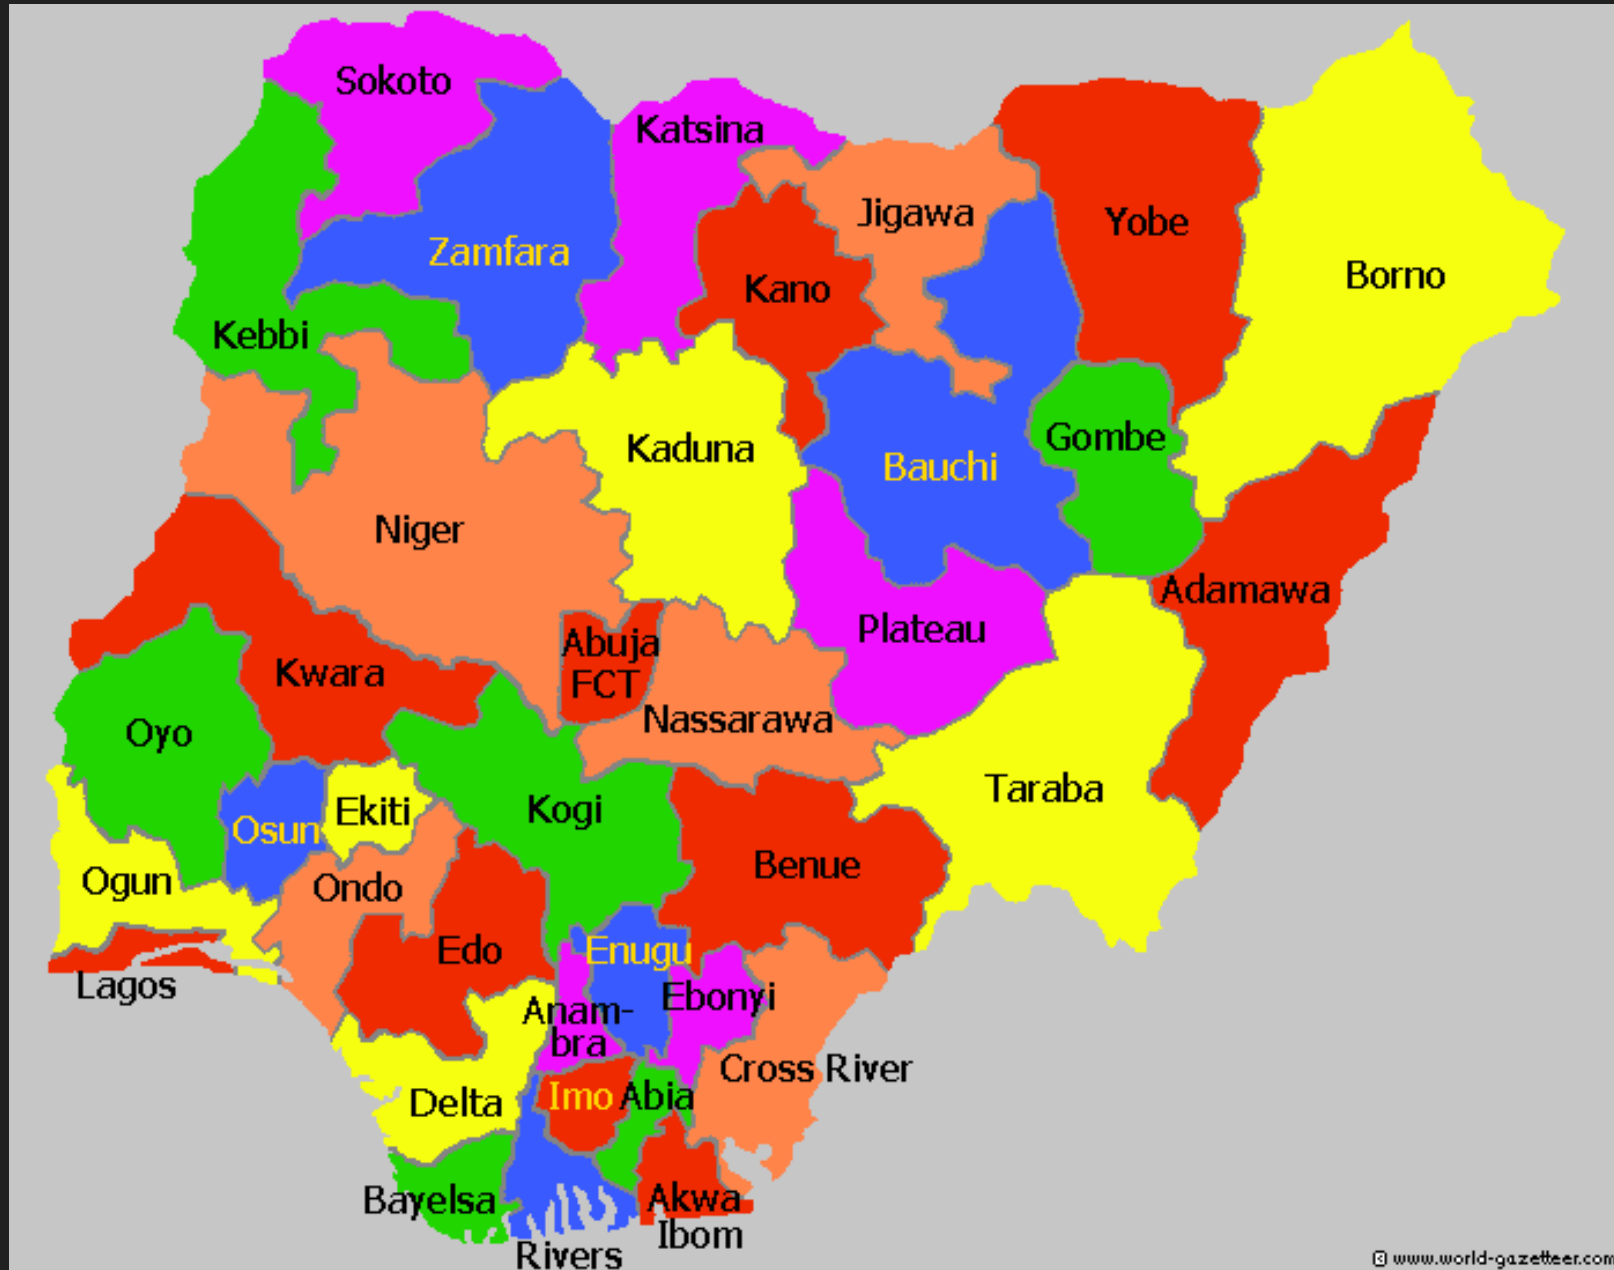 Sokoto
Katsina
Zamfara
Jigawa
Yobe
Borno
Kano
Kebbi
Kaduna
Gombe
Bauchi
Niger
Adamawa
Plateau
Abuja
FCT
Kwara
Nassarawa
Oyo
Taraba
Kogi
Ekiti
Osun
Benue
Ogun
Ondo
Edo
Enugu
Lagos
Ebonyi
Anam-
bra
Cross River
Delta
Imo
Abia
Bayelsa
Akwa
Ibom
Rivers
© www.world-gazetteer.com